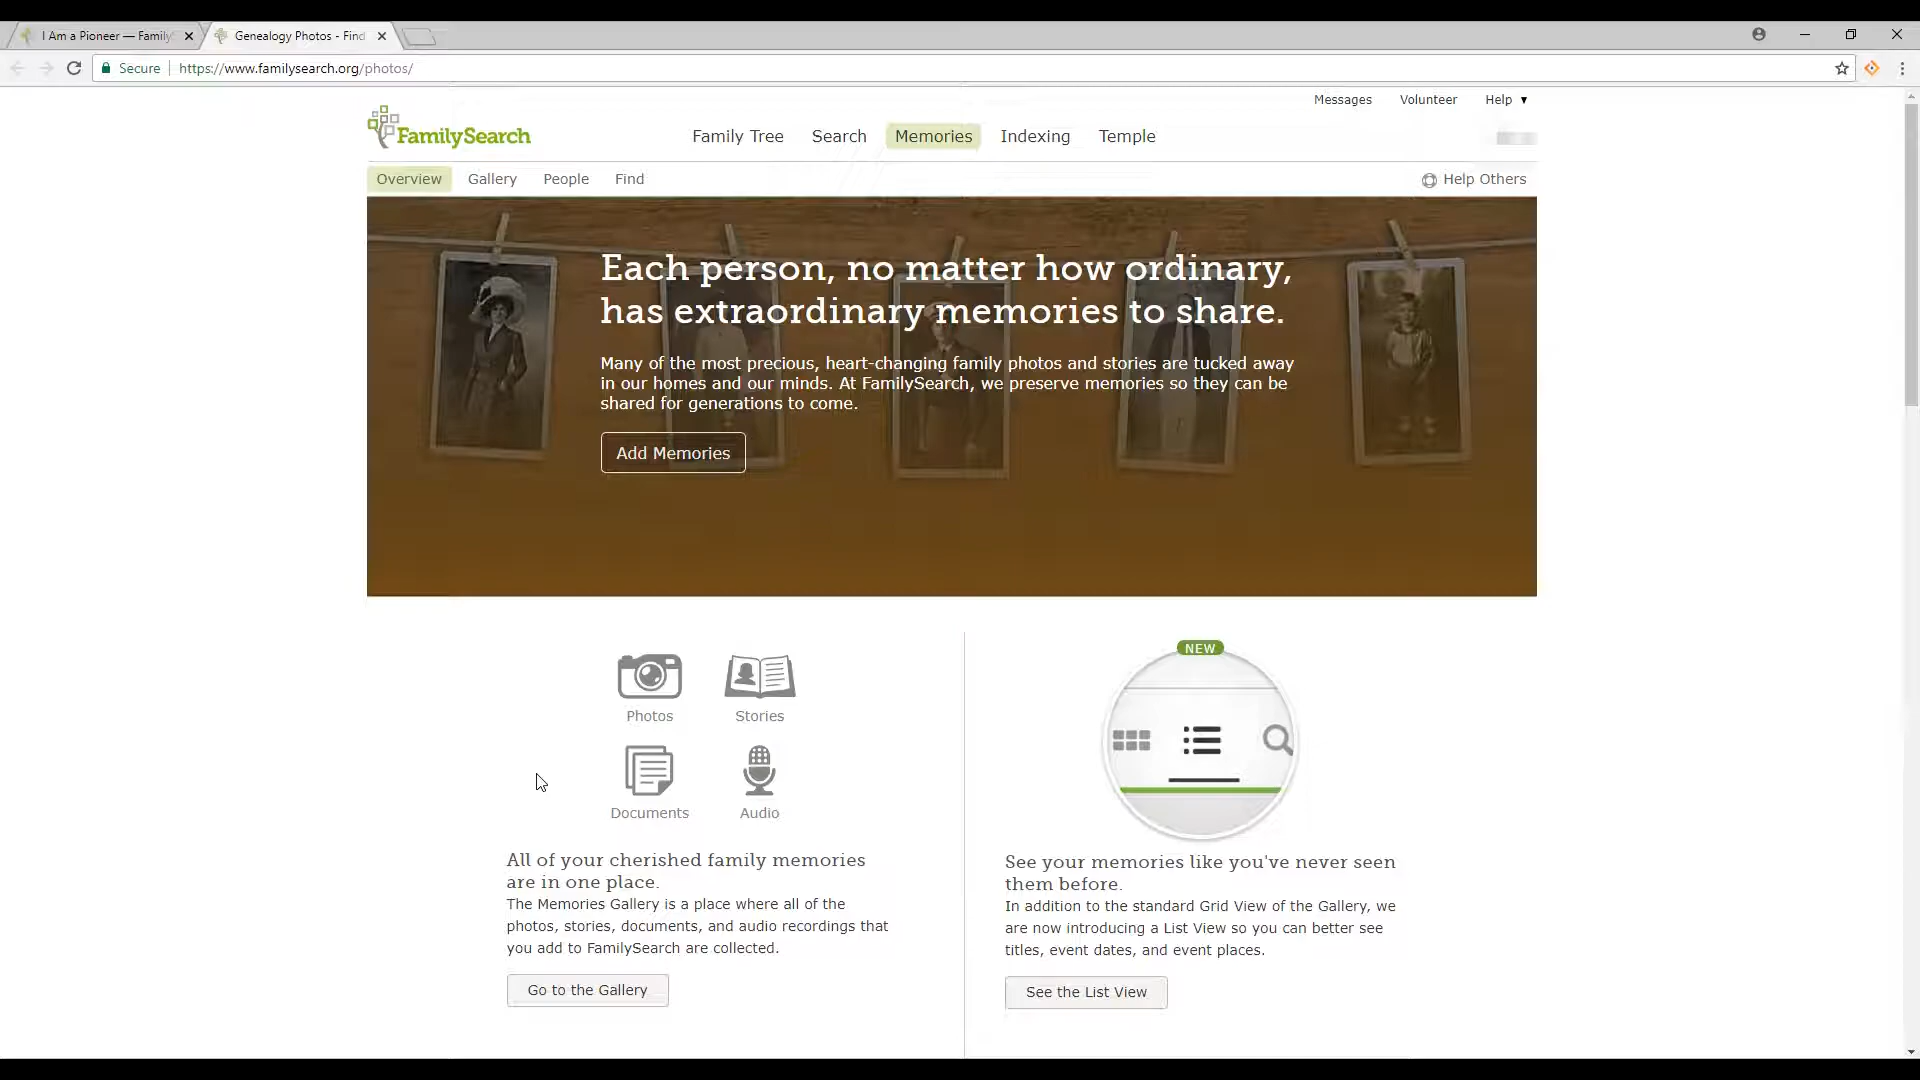 I Am a Pioneer — Family
Genealogy Photos - Find
Secure https://www.familysearch.org/photos/
Messages Volunteer Help ▼
FamilySearch
Family Tree Search Memories Indexing Temple
Overview Gallery People Find Help Others
Each person, no matter how ordinary,
has extraordinary memories to share.
Many of the most precious, heart-changing family photos and stories are tucked away
in our homes and our minds. At FamilySearch, we preserve memories so they can be
shared for generations to come.
Add Memories
Photos Stories
Documents Audio
All of your cherished family memories
are in one place.
The Memories Gallery is a place where all of the
photos, stories, documents, and audio recordings that
you add to FamilySearch are collected.
Go to the Gallery
NEW
See your memories like you've never seen
them before.
In addition to the standard Grid View of the Gallery, we
are now introducing a List View so you can better see
titles, event dates, and event places.
See the List View